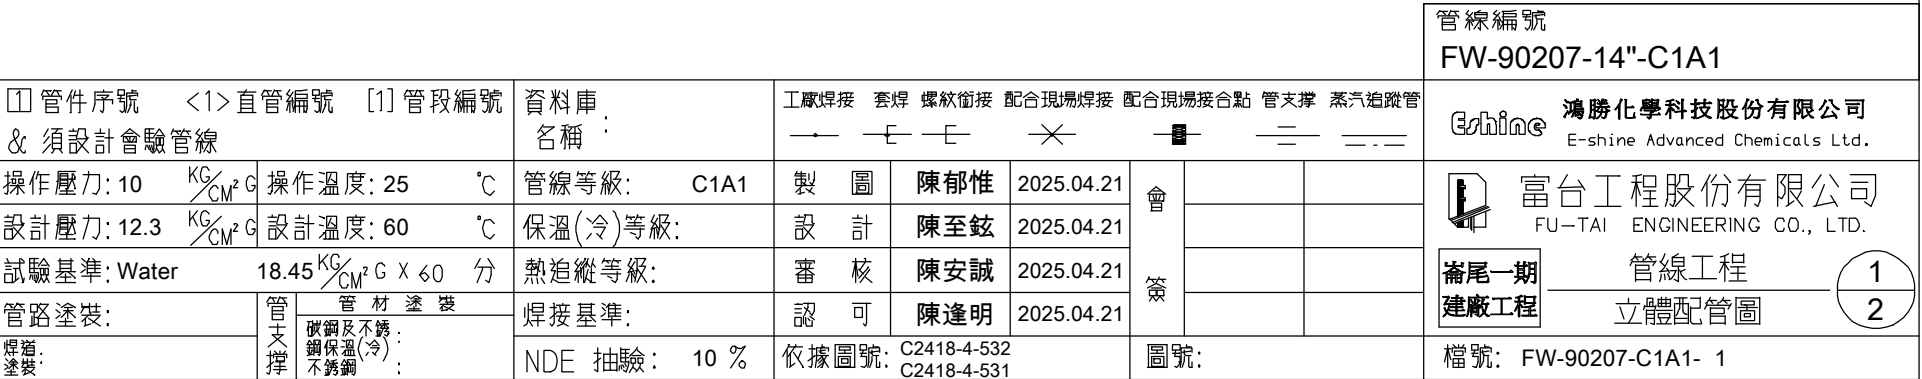 管線編號
FW-90207-14"-C1A1
1 管件序號 <1>直管編號 [1]管段編號
& 須設計會驗管線
資料庫
名稱 :
工廠焊接 套焊 螺紋銜接 配合現場焊接 配合現場接合點 管支撐 蒸汽追蹤管
Eshine 鴻勝化學科技股份有限公司
E-shine Advanced Chemicals Ltd.
操作壓力: 10 KG/CM² G 操作溫度: 25 °C 管線等級: C1A1 製 圖 陳郁惟 2025.04.21
設計壓力: 12.3 KG/CM² G 設計溫度: 60 °C 保溫(冷)等級: 設 計 陳至鉉 2025.04.21
試驗基準: Water 18.45 KG/CM² G X 60 分 熱追縱等級: 審 核 陳安誠 2025.04.21
管路塗裝: 管支撐 管 材 塗 裝 焊接基準: 認 可 陳逢明 2025.04.21
碳鋼及不銹
鋼保溫(冷) :
不銹鋼 :
焊道:
塗裝:
NDE 抽驗: 10 %
依據圖號: C2418-4-532
C2418-4-531
會簽
圖號:
富台工程股份有限公司
FU-TAI ENGINEERING CO., LTD.
崙尾一期
建廠工程
管線工程
立體配管圖
1
2
檔號: FW-90207-C1A1- 1